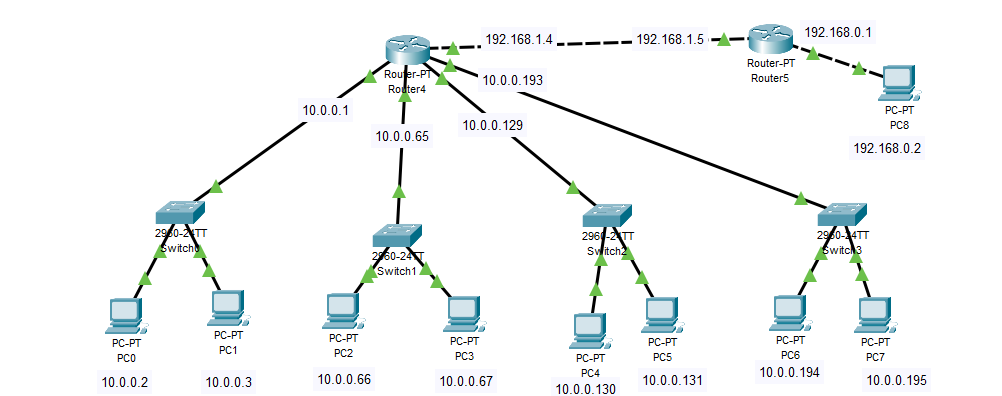 192.168.1.4
192.168.1.5
192.168.0.1
Router-PT
Router4
Router-PT
Router5
10.0.0.193
10.0.0.1
10.0.0.65
10.0.0.129
PC-PT
PC8
192.168.0.2
2960-24TT
Switch0
2960-24TT
Switch1
2960-24TT
Switch2
2960-24TT
Switch3
PC-PT
PC0
10.0.0.2
PC-PT
PC1
10.0.0.3
PC-PT
PC2
10.0.0.66
PC-PT
PC3
10.0.0.67
PC-PT
PC4
10.0.0.130
PC-PT
PC5
10.0.0.131
PC-PT
PC6
10.0.0.194
PC-PT
PC7
10.0.0.195